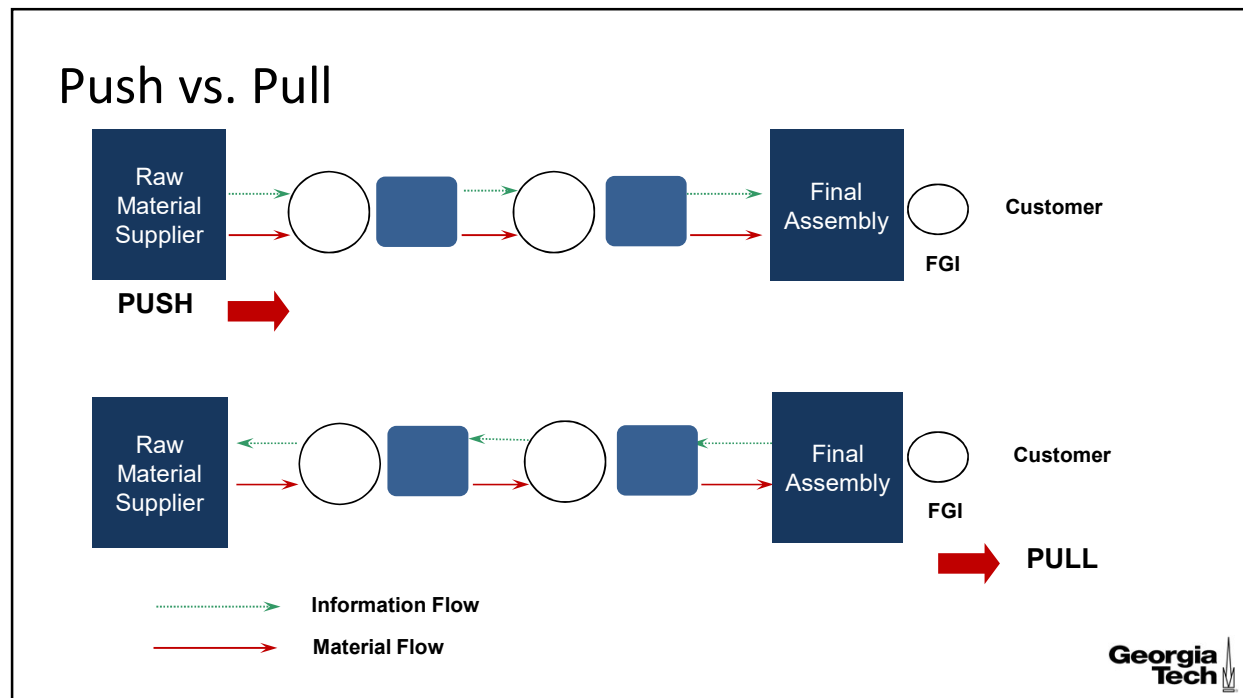 Push vs. Pull
Raw
Material
Supplier
Final
Assembly
Customer
FGI
PUSH
Raw
Material
Supplier
Final
Assembly
Customer
FGI
PULL
Information Flow
Material Flow
Georgia
Tech